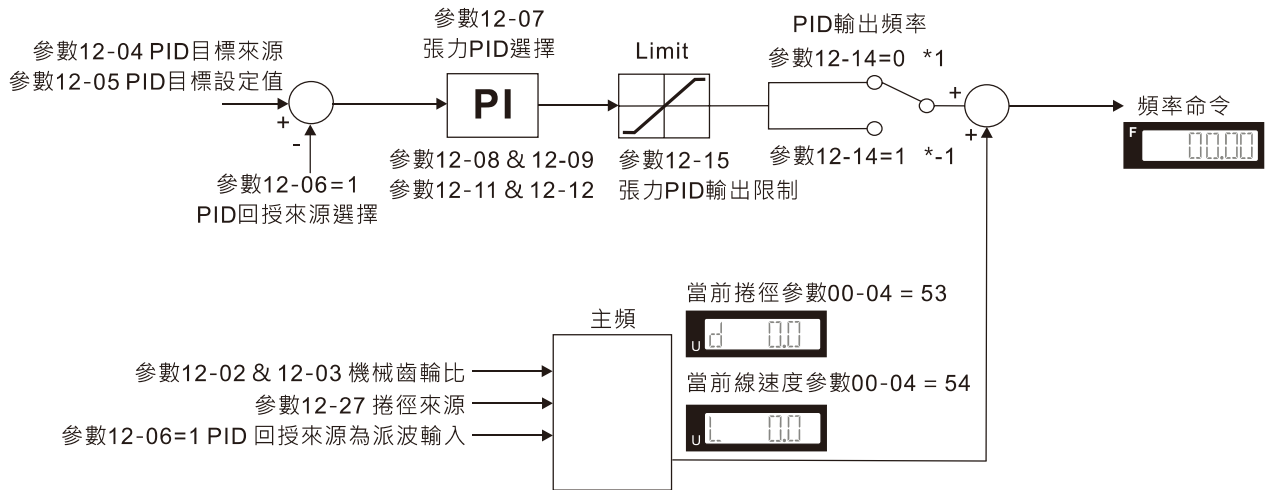 參數12-07
張力PID選擇
Limit
PID輸出頻率
參數12-14=0 *1
參數12-04 PID目標來源
參數12-05 PID目標設定值
+
-
PI
+
+
頻率命令
F 00.00
參數12-14=1 *-1
參數12-06=1
PID回授來源選擇
參數12-08 & 12-09
參數12-11 & 12-12
參數12-15
張力PID輸出限制
主頻
當前捲徑參數00-04 = 53
U d 0.0
參數12-02 & 12-03 機械齒輪比
參數12-27 捲徑來源
參數12-06=1 PID 回授來源為派波輸入
當前線速度參數00-04 = 54
U L 0.0